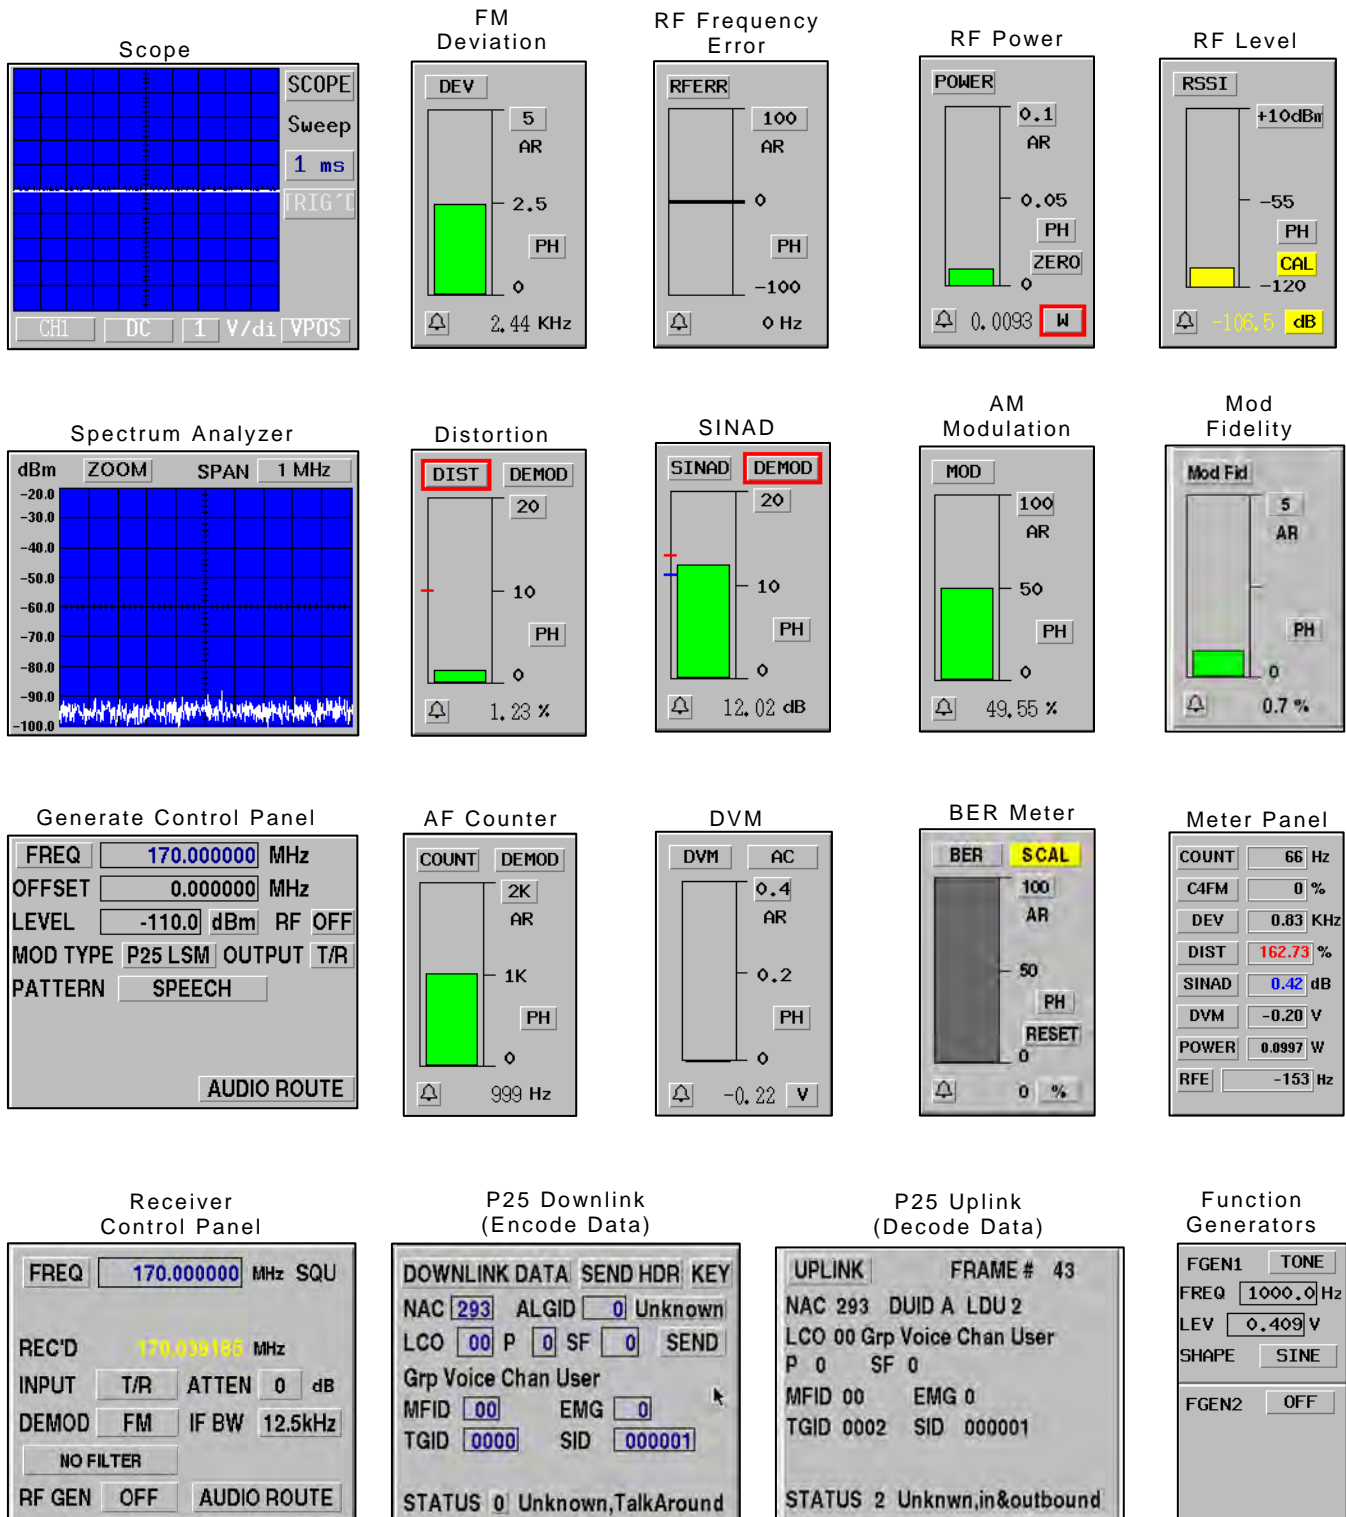 Scope
SCOPE
Sweep
1 ms
TRIG'D
CH1 DC 1 V/di VPOS
FM
Deviation
DEV
5
AR
2.5
PH
0
2.44 KHz
RF Frequency
Error
RFERR
100
AR
0
PH
-100
0 Hz
RF Power
POWER
0.1
AR
0.05
PH
ZERO
0
0.0093 W
RF Level
RSSI
+10dBm
-55
PH
CAL
-120
-106.5 dB
Spectrum Analyzer
dBm ZOOM SPAN 1 MHz
-20.0
-30.0
-40.0
-50.0
-60.0
-70.0
-80.0
-90.0
-100.0
Distortion
DIST DEMOD
20
10
PH
0
1.23 %
SINAD
SINAD DEMOD
20
10
PH
0
12.02 dB
AM
Modulation
MOD
100
AR
50
PH
0
49.55 %
Mod
Fidelity
Mod Fid
5
AR
PH
0
0.7 %
Generate Control Panel
FREQ 170.000000 MHz
OFFSET 0.000000 MHz
LEVEL -110.0 dBm RF OFF
MOD TYPE P25 LSM OUTPUT T/R
PATTERN SPEECH
AUDIO ROUTE
AF Counter
COUNT DEMOD
2K
AR
1K
PH
0
999 Hz
DVM
DVM AC
0.4
AR
0.2
PH
0
-0.22 V
BER Meter
BER SCAL
100
AR
50
PH
RESET
0
0 %
Meter Panel
COUNT 66 Hz
C4FM 0 %
DEV 0.83 KHz
DIST 162.73 %
SINAD 0.42 dB
DVM -0.20 V
POWER 0.0997 W
RFE -153 Hz
Receiver
Control Panel
FREQ 170.000000 MHz SQU
REC'D 170.039185 MHz
INPUT T/R ATTEN 0 dB
DEMOD FM IF BW 12.5kHz
NO FILTER
RF GEN OFF AUDIO ROUTE
P25 Downlink
(Encode Data)
DOWNLINK DATA SEND HDR KEY
NAC 293 ALGID 0 Unknown
LCO 00 P 0 SF 0 SEND
Grp Voice Chan User
MFID 00 EMG 0
TGID 0000 SID 000001
STATUS 0 Unknown,TalkAround
P25 Uplink
(Decode Data)
UPLINK FRAME # 43
NAC 293 DUID A LDU 2
LCO 00 Grp Voice Chan User
P 0 SF 0
MFID 00 EMG 0
TGID 0002 SID 000001
STATUS 2 Unknwn,in&outbound
Function
Generators
FGEN1 TONE
FREQ 1000.0 Hz
LEV 0.409 V
SHAPE SINE
FGEN2 OFF